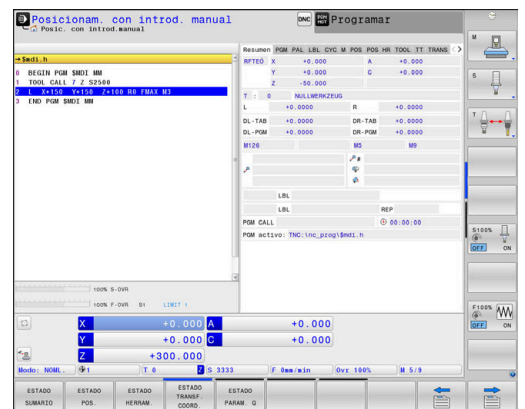 Posicionam. con introd. manual
Posic. con introd.manual
DNC
Programar
→$mdi.h
0 BEGIN PGM $MDI MM
1 TOOL CALL 7 Z S2500
2 L X+150 Y+150 Z+100 R0 FMAX M3
3 END PGM $MDI MM
100% S-OVR
100% F-OVR S1 LIMIT 1
Resumen PGM PAL LBL CYC M POS POS HR TOOL TT TRANS
RFTEÓ X +0.000 A +0.000
Y +0.000 C +0.000
Z -50.000
T : 0 NULLWERKZEUG
L +0.0000 R +0.0000
DL-TAB +0.0000 DR-TAB +0.0000
DL-PGM +0.0000 DR-PGM +0.0000
M126 M5 M9
LBL
LBL REP
PGM CALL 00:00:00
PGM activo: TNC:\nc_prog\$mdi.h
X +0.000 A +0.000
Y +0.000 C +0.000
Z +300.000
Modo: NOML. 1 T 0 Z S 3333 F 0mm/min Ovr 100% M 5/9
ESTADO SUMARIO
ESTADO POS.
ESTADO HERRAM.
ESTADO TRANSF. COORD.
ESTADO PARAM. Q
M
S
T
S100%
OFF ON
F100%
OFF ON